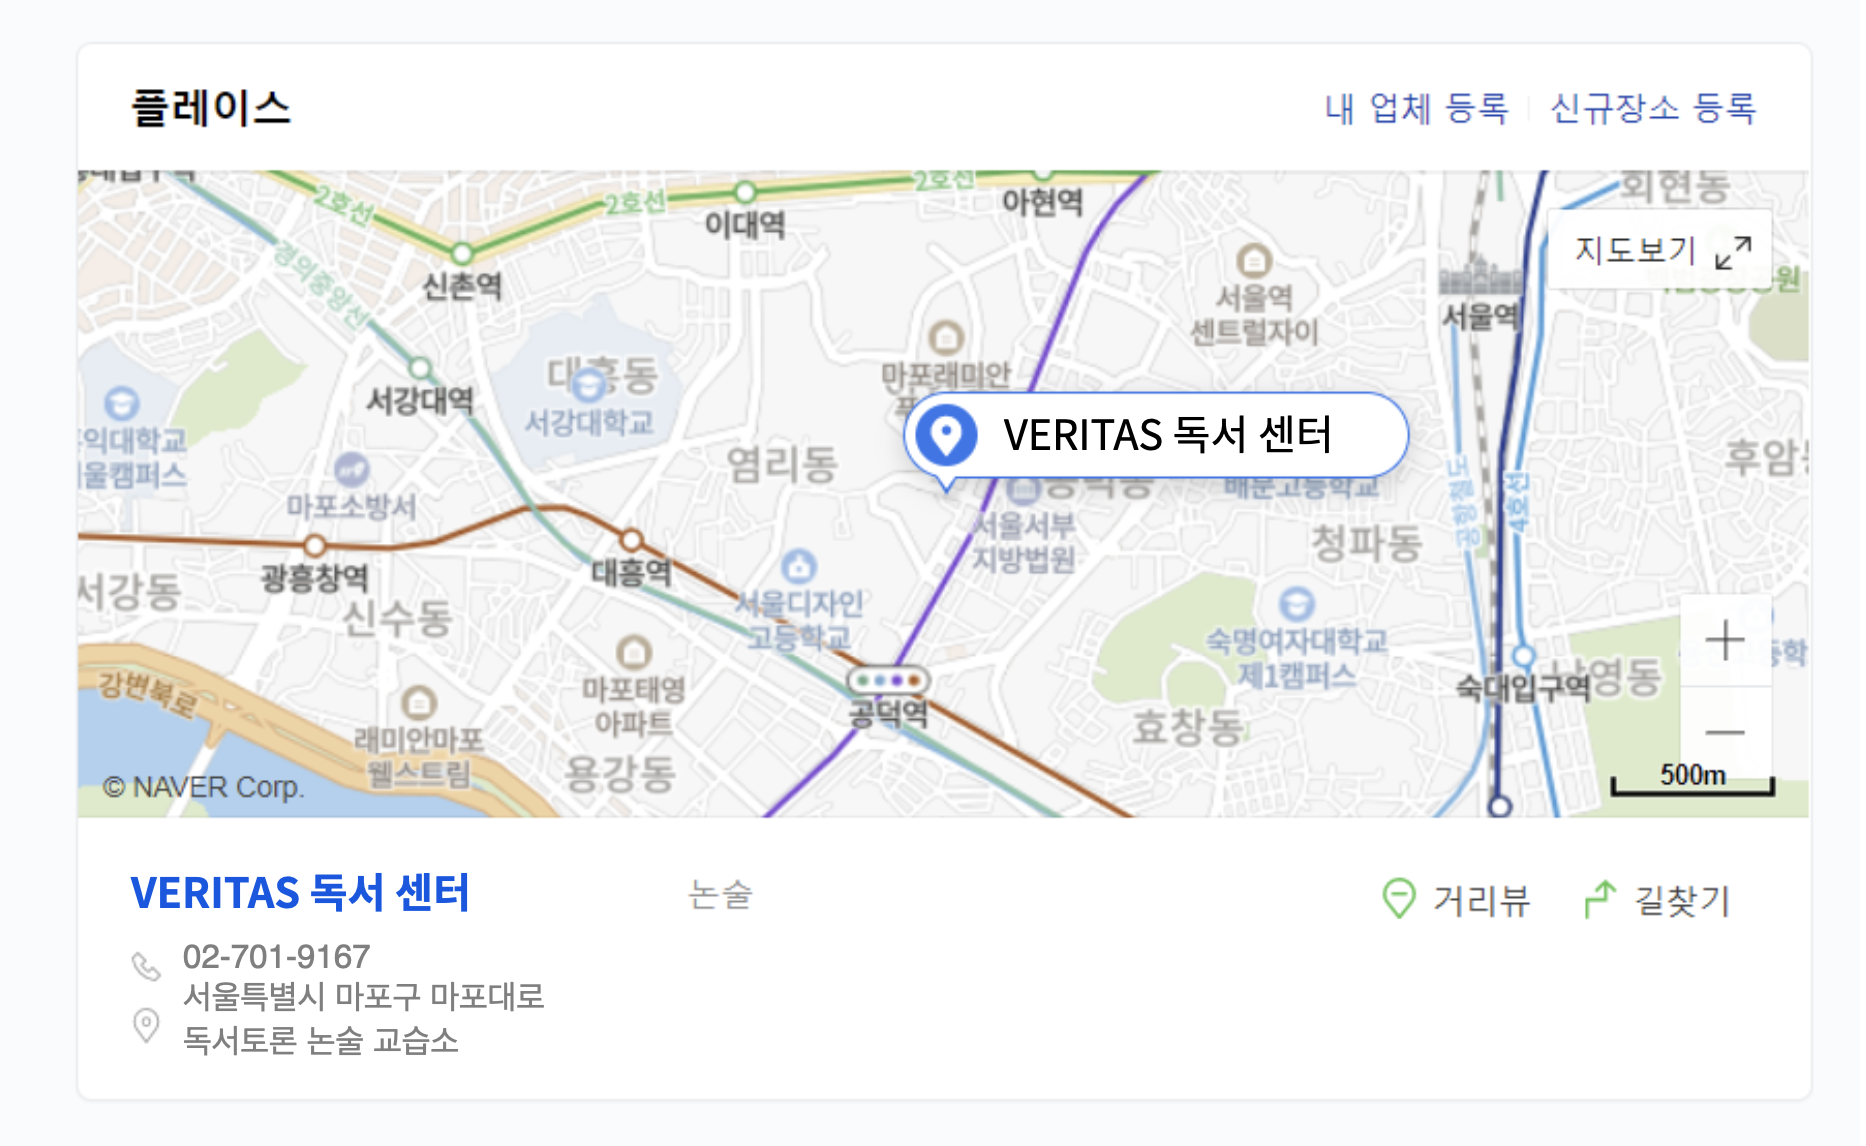 플레이스
내 업체 등록
신규장소 등록
2호선
2호선
2호선
아현역
회현동
이대역
지도보기
신촌역
경의중앙선
서울역
센트럴자이
서울역
대흥동
마포래미안
서강대역
서강대학교
VERITAS 독서 센터
염리동
후암
마포소방서
배문고등학교
공항철도
4호선
서울서부
지방법원
청파동
대흥역
광흥창역
서강동
신수동
서울디자인
고등학교
숙명여자대학교
제1캠퍼스
마포태영
아파트
남영동
숙대입구역
강변북로
공덕역
효창동
래미안마포
웰스트림
용강동
500m
© NAVER Corp.
VERITAS 독서 센터
논술
거리뷰
길찾기
02-701-9167
서울특별시 마포구 마포대로
독서토론 논술 교습소